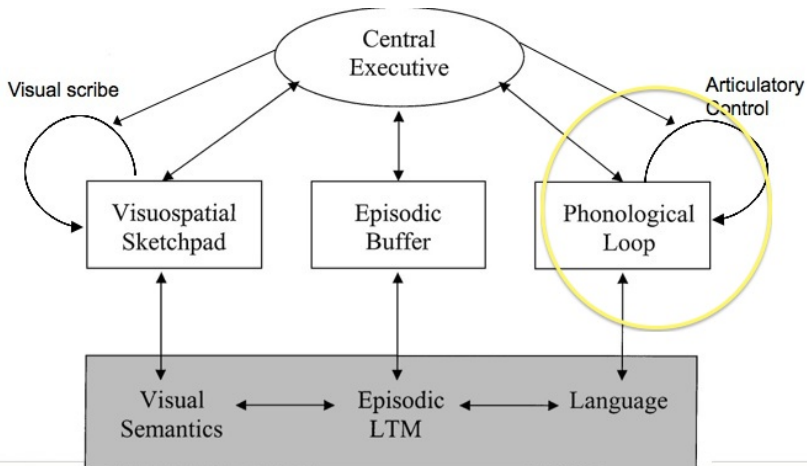 Central
Executive
Visual scribe
Articulatory
Control
Visuospatial
Sketchpad
Episodic
Buffer
Phonological
Loop
Visual
Semantics
Episodic
LTM
Language